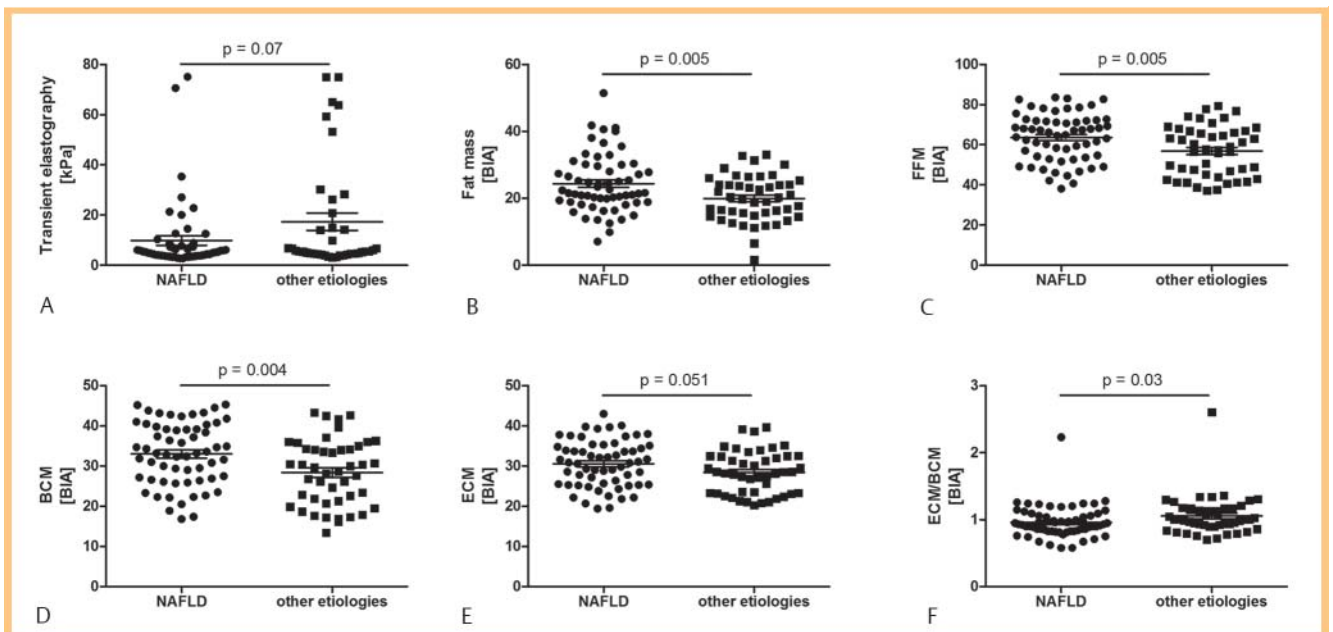 p = 0.07
Transient elastography
[kPa]
80
60
40
20
0
NAFLD
other etiologies
A
p = 0.005
Fat mass
[BIA]
60
40
20
0
NAFLD
other etiologies
B
p = 0.005
FFM
[BIA]
100
80
60
40
20
0
NAFLD
other etiologies
C
p = 0.004
BCM
[BIA]
50
40
30
20
10
0
NAFLD
other etiologies
D
p = 0.051
ECM
[BIA]
50
40
30
20
10
0
NAFLD
other etiologies
E
p = 0.03
ECM/BCM
[BIA]
3
2
1
0
NAFLD
other etiologies
F